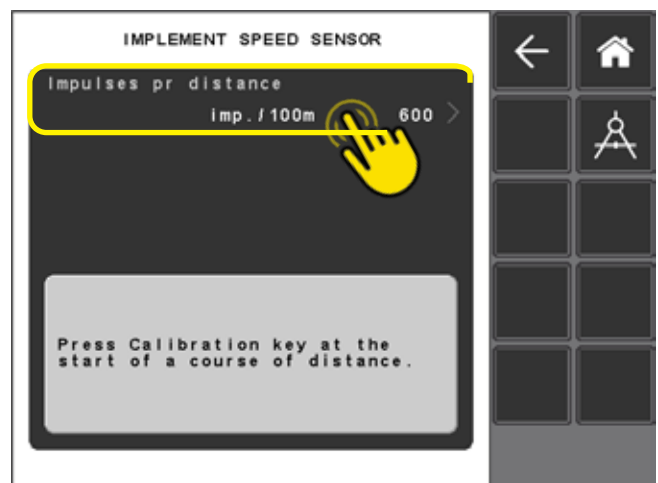 IMPLEMENT SPEED SENSOR
Impulses pr distance
imp./100m 600
Press Calibration key at the
start of a course of distance.